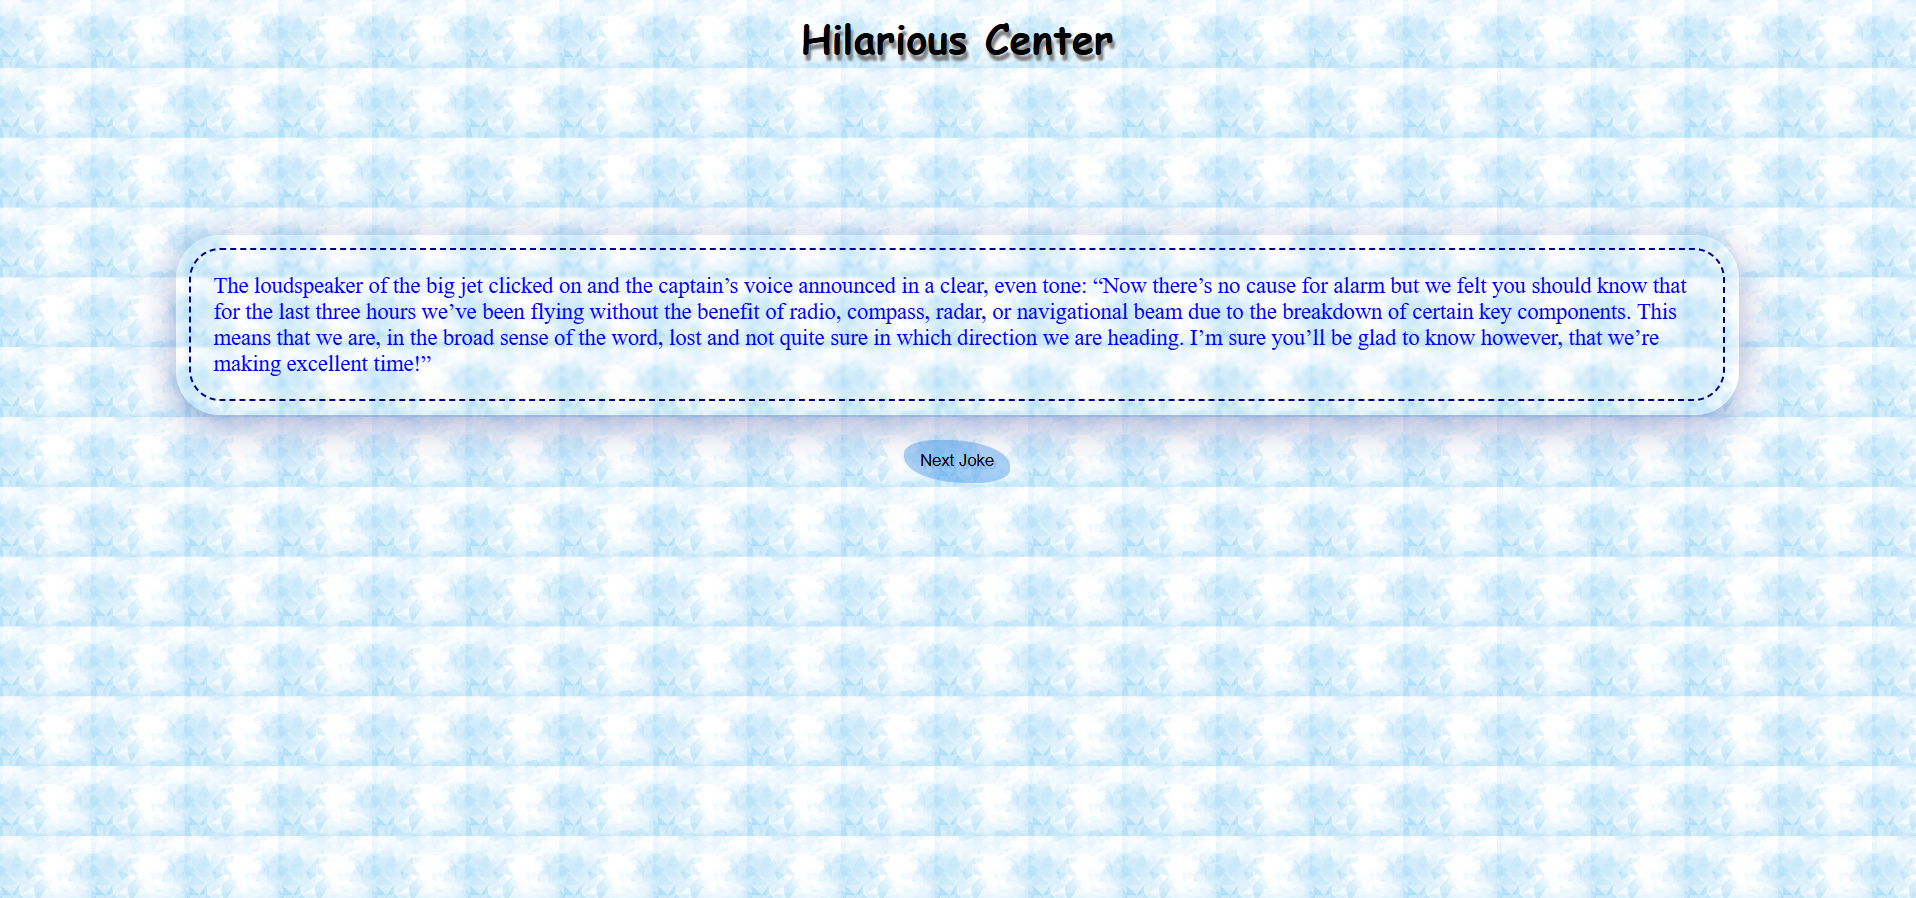 Hilarious Center
The loudspeaker of the big jet clicked on and the captain’s voice announced in a clear, even tone: “Now there’s no cause for alarm but we felt you should know that
for the last three hours we’ve been flying without the benefit of radio, compass, radar, or navigational beam due to the breakdown of certain key components. This
means that we are, in the broad sense of the word, lost and not quite sure in which direction we are heading. I’m sure you’ll be glad to know however, that we’re
making excellent time!”
Next Joke